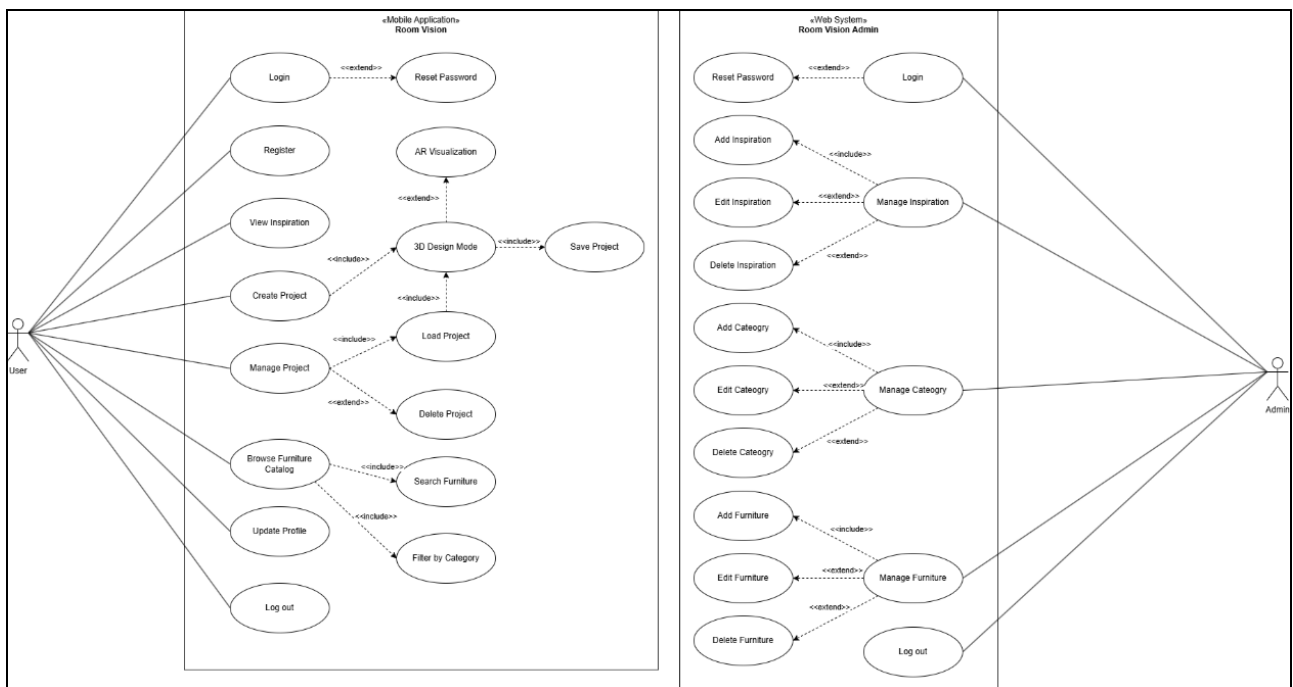 «Mobile Application»
Room Vision
Login
<<extend>>
Reset Password
Register
AR Visualization
<<extend>>
View Inspiration
3D Design Mode
<<include>>
Save Project
<<include>>
Create Project
<<include>>
Load Project
<<include>>
Manage Project
<<extend>>
Delete Project
Browse Furniture
Catalog
<<include>>
Search Furniture
<<include>>
Update Profile
Filter by Category
Log out
User
«Web System»
Room Vision Admin
Reset Password
<<extend>>
Login
Add Inspiration
<<include>>
Edit Inspiration
<<extend>>
Manage Inspiration
Delete Inspiration
<<extend>>
Add Cateogry
<<include>>
Edit Cateogry
<<extend>>
Manage Cateogry
Delete Cateogry
<<extend>>
Add Furniture
<<include>>
Edit Furniture
<<extend>>
Manage Furniture
<<extend>>
Delete Furniture
Log out
Admin